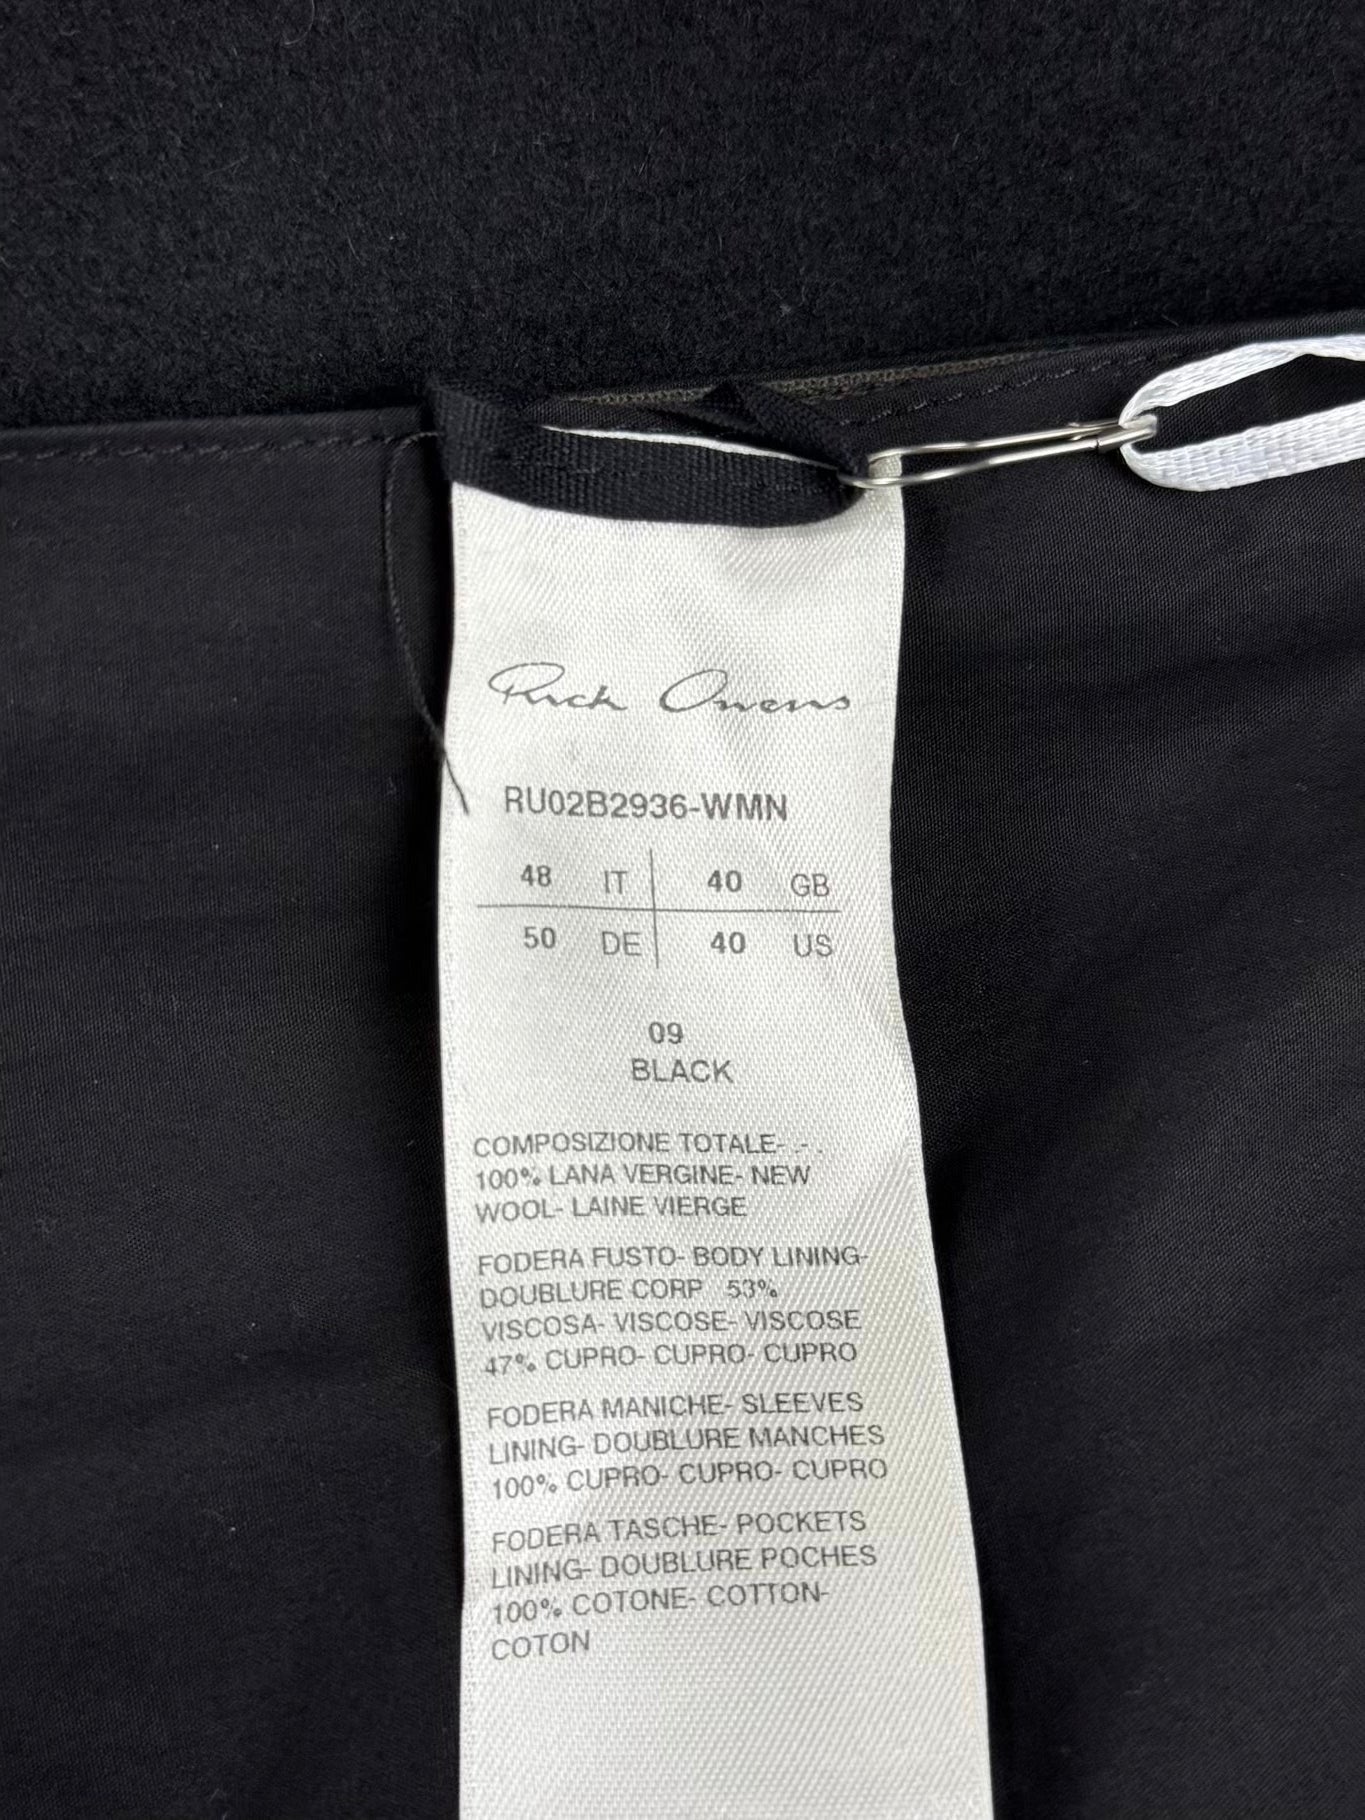 Rick Owens
RU02B2936-WMN
48 IT 40 GB
50 DE 40 US
09
BLACK
COMPOSIZIONE TOTALE- .- .
100% LANA VERGINE- NEW
WOOL- LAINE VIERGE
FODERA FUSTO- BODY LINING-
DOUBLURE CORP 53%
VISCOSA- VISCOSE- VISCOSE
47% CUPRO- CUPRO- CUPRO
FODERA MANICHE- SLEEVES
LINING- DOUBLURE MANCHES
100% CUPRO- CUPRO- CUPRO
FODERA TASCHE- POCKETS
LINING- DOUBLURE POCHES
100% COTONE- COTTON-
COTON